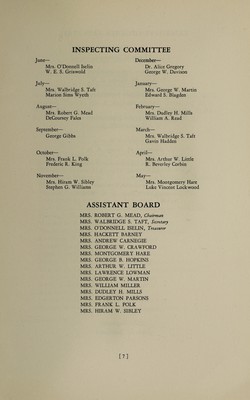 INSPECTING COMMITTEE
June—
Mrs. O'Donnell Iselin
W. E. S. Griswold
July—
Mrs. Walbridge S. Taft
Marion Sims Wyeth
August—
Mrs. Robert G. Mead
DeCoursey Fales
September—
George Gibbs
October—
Mrs. Frank L. Polk
Frederic R. King
November—
Mrs. Hiram W. Sibley
Stephen G. Williams
December—
Dr. Alice Gregory
George W. Davison
January—
Mrs. George W. Martin
Edward S. Blagden
February—
Mrs. Dudley H. Mills
William A. Read
March—
Mrs. Walbridge S. Taft
Gavin Hadden
April—
Mrs. Arthur W. Little
R. Beverley Corbin
May—
Mrs. Montgomery Hare
Luke Vincent Lockwood
ASSISTANT BOARD
MRS. ROBERT G. MEAD, Chairman
MRS. WALBRIDGE S. TAFT, Secretary
MRS. O'DONNELL ISELIN, Treasurer
MRS. HACKETT BARNEY
MRS. ANDREW CARNEGIE
MRS. GEORGE W. CRAWFORD
MRS. MONTGOMERY HARE
MRS. GEORGE B. HOPKINS
MRS. ARTHUR W. LITTLE
MRS. LAWRENCE LOWMAN
MRS. GEORGE W. MARTIN
MRS. WILLIAM MILLER
MRS. DUDLEY H. MILLS
MRS. EDGERTON PARSONS
MRS. FRANK L. POLK
MRS. HIRAM W. SIBLEY
[ 7 ]